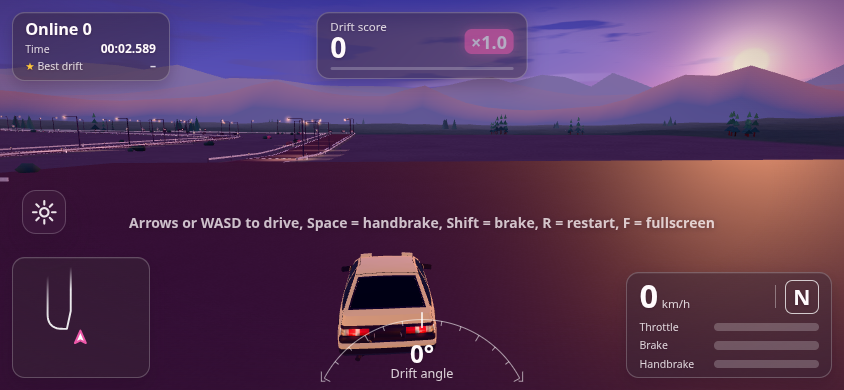 Online 0
Time 00:02.589
★ Best drift –
Drift score
0
×1.0
Arrows or WASD to drive, Space = handbrake, Shift = brake, R = restart, F = fullscreen
0 km/h
N
Throttle
Brake
Handbrake
0°
Drift angle